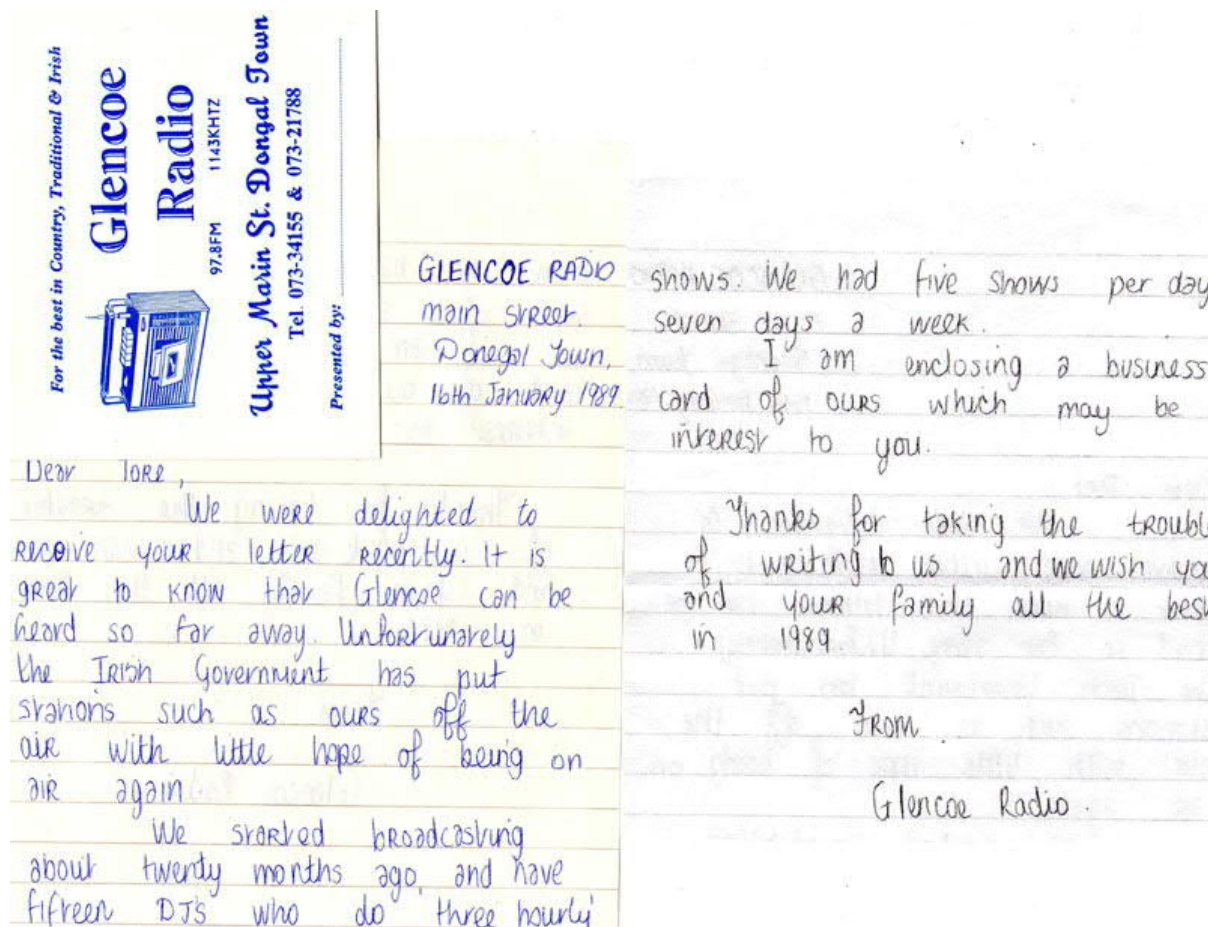 For the best in Country, Traditional & Irish
Glencoe
Radio
97.8FM 1143KHTZ
Upper Marin St. Dongal Town
Tel. 073-34155 & 073-21788
Presented by:
GLENCOE RADIO
main street.
Donegal Town,
16th January 1989
Dear Tore,
We were delighted to
receive your letter recently. It is
great to know that Glencoe can be
heard so far away. Unfortunately
the Irish Government has put
stations such as ours off the
air with little hope of being on
air again
We started broadcasting
about twenty months ago, and have
fifteen DJ's who do three hourly
shows. We had five shows per day
seven days a week.
I am enclosing a business
card of ours which may be
interest to you.
Thanks for taking the troubl
of writing to us and we wish yo
and your family all the bes
in 1989.
From.
Glencoe Radio.